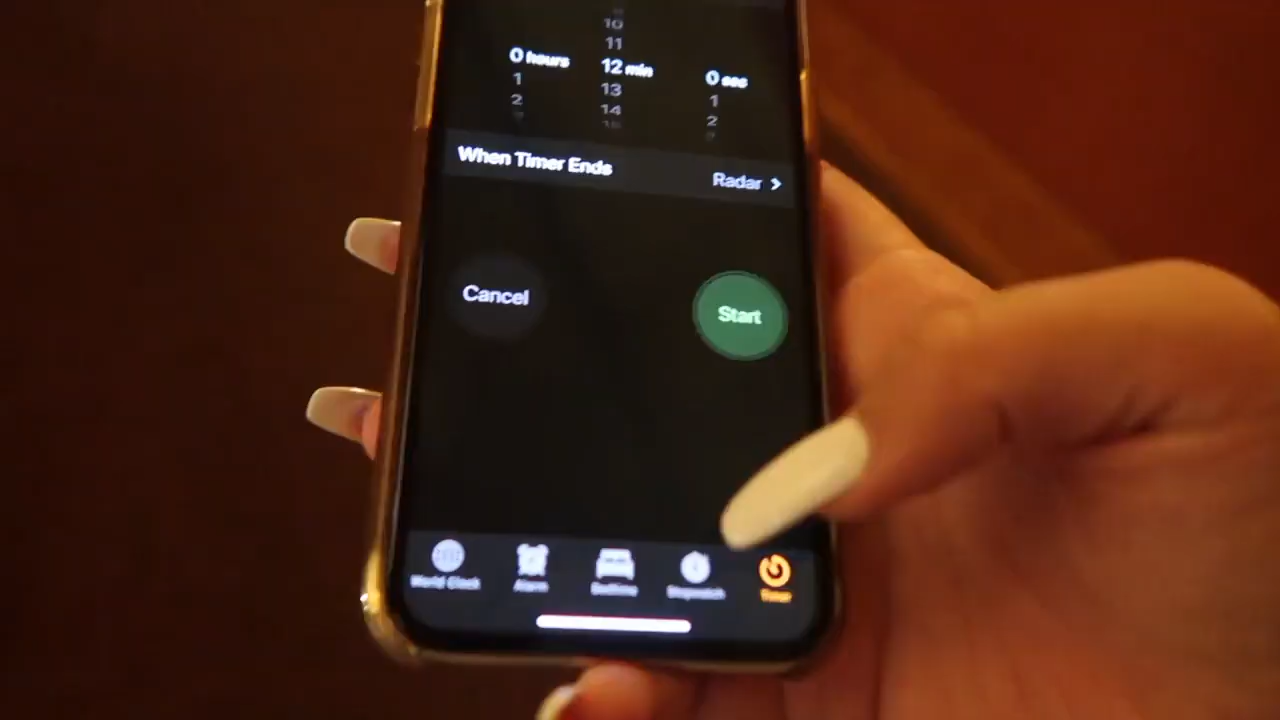 10
11
0 hours 12 min 0 sec
1 13 1
2 14 2
When Timer Ends Radar >
Cancel Start
World Clock Alarm Bedtime Stopwatch Timer